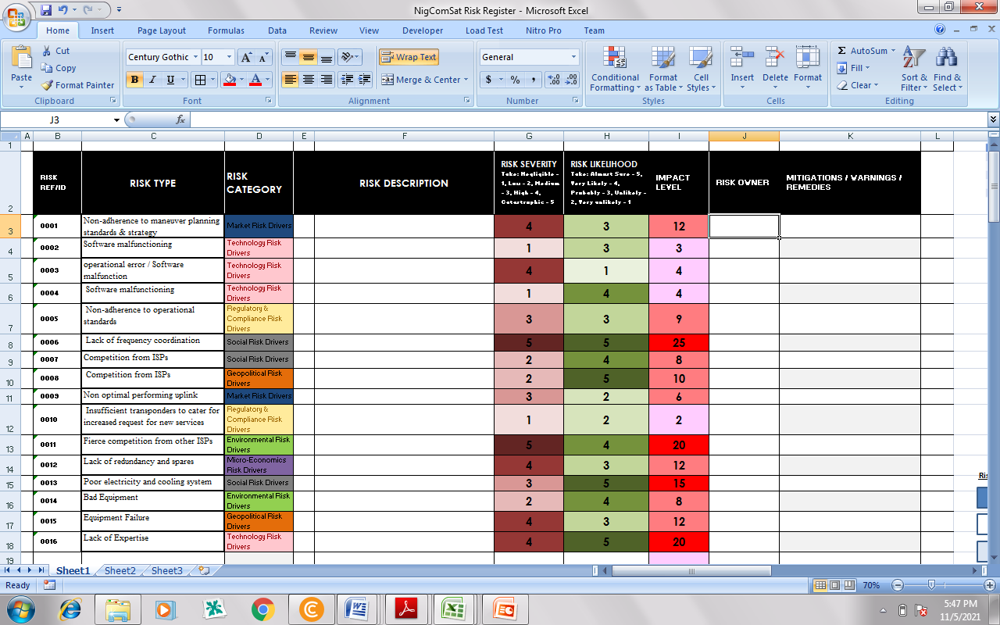 NigComSat Risk Register - Microsoft Excel
Home Insert Page Layout Formulas Data Review View Developer Load Test Nitro Pro Team
Paste
Cut
Copy
Format Painter
Clipboard
Century Gothic 10 A A
B I U A
Font
Wrap Text
Merge & Center
Alignment
General
$ % , .00 .0
Number
Conditional Formatting
Format as Table
Cell Styles
Styles
Insert Delete Format
Cells
Σ AutoSum
Fill
Clear
Sort & Filter
Find & Select
Editing
J3 fx
A B C D E F G H I J K L
1
2
RISK REF/ID
RISK TYPE
RISK CATEGORY
RISK DESCRIPTION
RISK SEVERITY
Take: Negligible - 1, Low - 2, Medium - 3, High - 4, Catastrophic - 5
RISK LIKELIHOOD
Take: Almart Sure - 5, Very Likely - 4, Probably - 3, Unlikely - 2, Very unlikely - 1
IMPACT LEVEL
RISK OWNER
MITIGATIONS / WARNINGS / REMEDIES
3 0001 Non-adherence to maneuver planning standards & strategy Market Risk Drivers 4 3 12
4 0002 Software malfunctioning Technology Risk Drivers 1 3 3
5 0003 operational error / Software malfunction Technology Risk Drivers 4 1 4
6 0004 Software malfunctioning Technology Risk Drivers 1 4 4
7 0005 Non-adherence to operational standards Regulatory & Compliance Risk Drivers 3 3 9
8 0006 Lack of frequency coordination Social Risk Drivers 5 5 25
9 0007 Competition from ISPs Social Risk Drivers 2 4 8
10 0008 Competition from ISPs Geopolitical Risk Drivers 2 5 10
11 0009 Non optimal performing uplink Market Risk Drivers 3 2 6
12 0010 Insufficient transponders to cater for increased request for new services Regulatory & Compliance Risk Drivers 1 2 2
13 0011 Fierce competition from other ISPs Environmental Risk Drivers 5 4 20
14 0012 Lack of redundancy and spares Micro-Economics Risk Drivers 4 3 12
15 0013 Poor electricity and cooling system Social Risk Drivers 3 5 15
16 0014 Bad Equipment Environmental Risk Drivers 2 4 8
17 0015 Equipment Failure Geopolitical Risk Drivers 4 3 12
18 0016 Lack of Expertise Technology Risk Drivers 4 5 20
19
Ris
Sheet1 Sheet2 Sheet3
Ready 70%
5:47 PM
11/5/2021